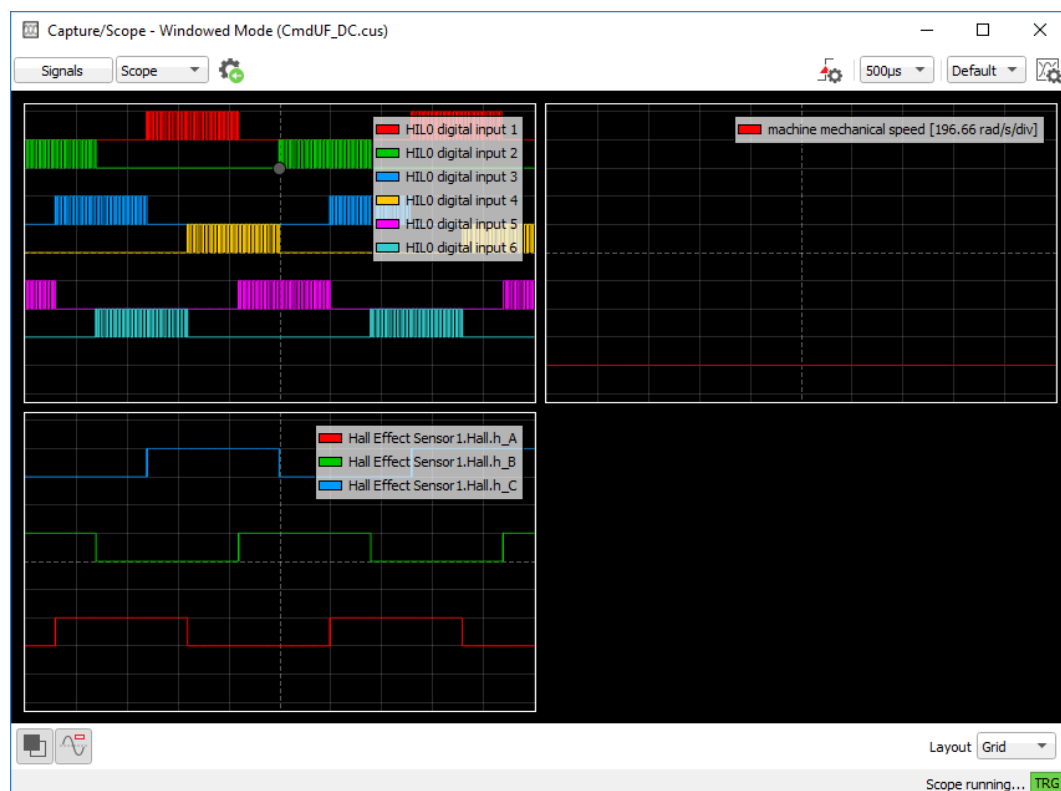 Capture/Scope - Windowed Mode (CmdUF_DC.cus)
Signals Scope 500µs Default
HIL0 digital input 1
HIL0 digital input 2
HIL0 digital input 3
HIL0 digital input 4
HIL0 digital input 5
HIL0 digital input 6
machine mechanical speed [196.66 rad/s/div]
Hall Effect Sensor1.Hall.h_A
Hall Effect Sensor1.Hall.h_B
Hall Effect Sensor1.Hall.h_C
Layout Grid
Scope running... TRG